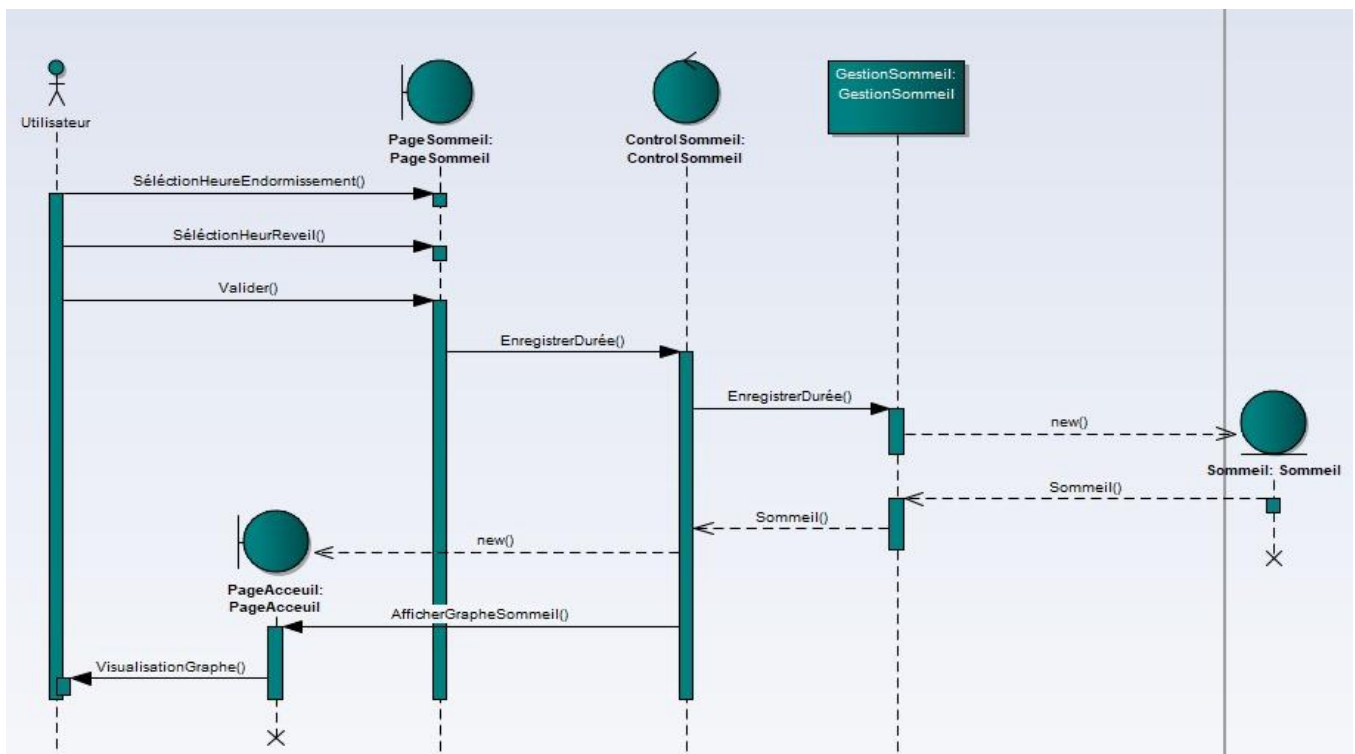 GestionSommeil:
GestionSommeil
Utilisateur
PageSommeil:
PageSommeil
ControlSommeil:
ControlSommeil
SéléctionHeureEndormissement()
SéléctionHeurReveil()
Valider()
EnregistrerDurée()
EnregistrerDurée()
new()
Sommeil: Sommeil
Sommeil()
Sommeil()
new()
PageAcceuil:
PageAcceuil
AfficherGrapheSommeil()
VisualisationGraphe()